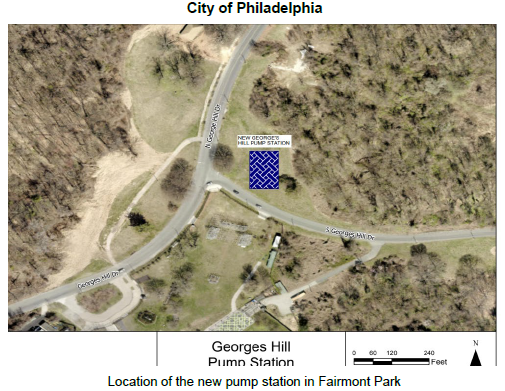 City of Philadelphia
N George Hill Dr
NEW GEORGE'S
HILL PUMP STATION
S Georges Hill Dr
Georges Hill Dr
Georges Hill
Pump Station
0 60 120 240
Feet
N
Location of the new pump station in Fairmont Park